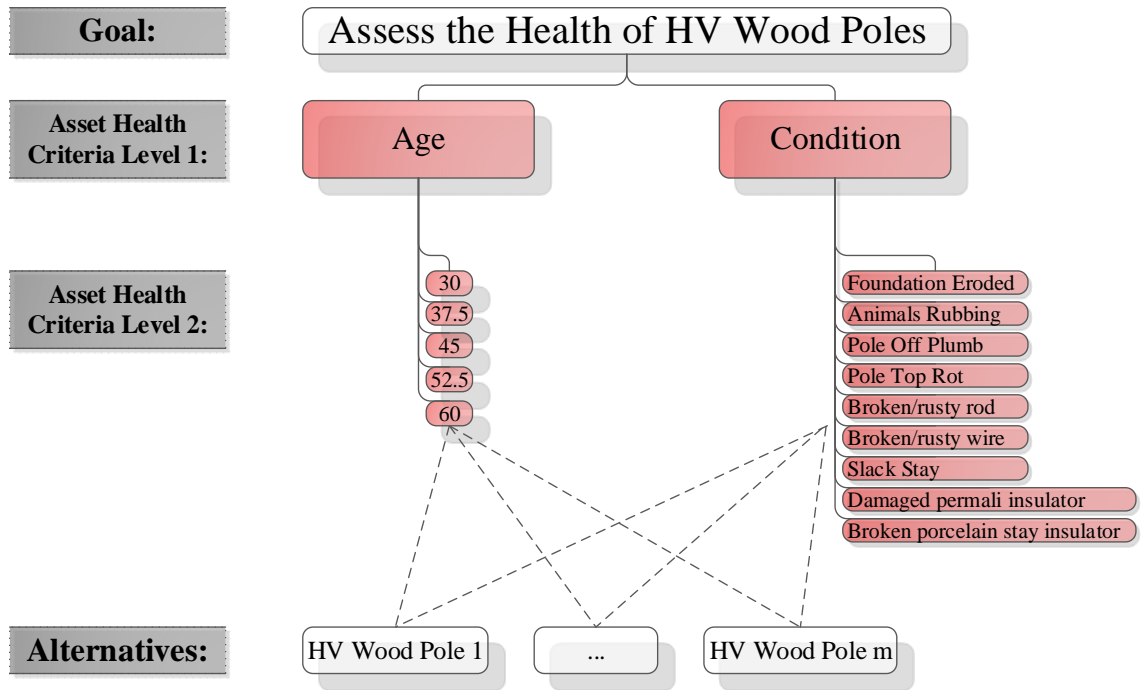 Goal:
Assess the Health of HV Wood Poles
Asset Health
Criteria Level 1:
Age
Condition
Asset Health
Criteria Level 2:
30
37.5
45
52.5
60
Foundation Eroded
Animals Rubbing
Pole Off Plumb
Pole Top Rot
Broken/rusty rod
Broken/rusty wire
Slack Stay
Damaged permali insulator
Broken porcelain stay insulator
Alternatives:
HV Wood Pole 1
...
HV Wood Pole m